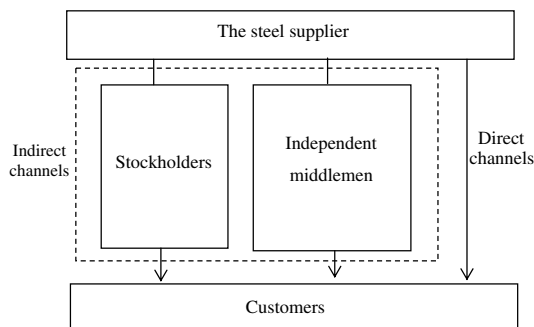 The steel supplier
Indirect
channels
Stockholders
Independent
middlemen
Direct
channels
Customers